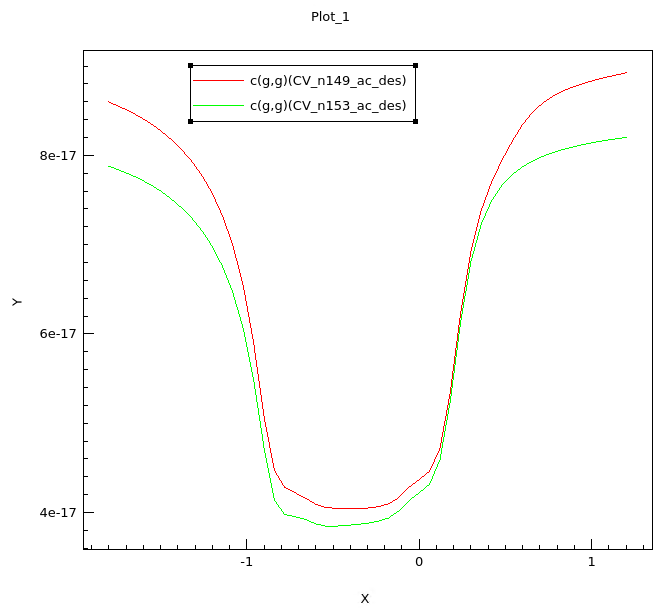 Plot_1
c(g,g)(CV_n149_ac_des)
c(g,g)(CV_n153_ac_des)
8e-17
Y
6e-17
4e-17
-1
0
1
X